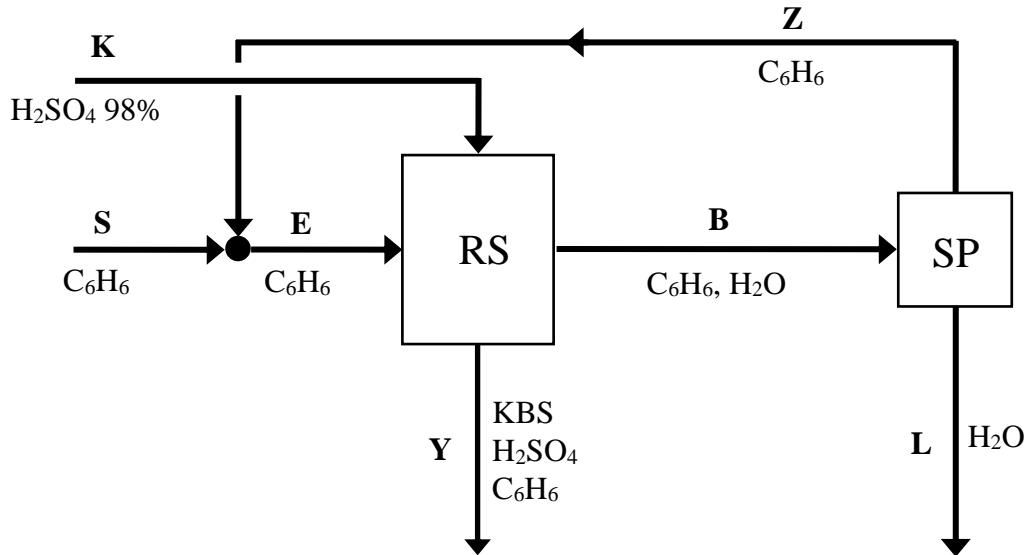 Z
K
C₆H₆
H₂SO₄ 98%
S
E
B
RS
SP
C₆H₆
C₆H₆
C₆H₆, H₂O
KBS
Y
H₂SO₄
L
H₂O
C₆H₆